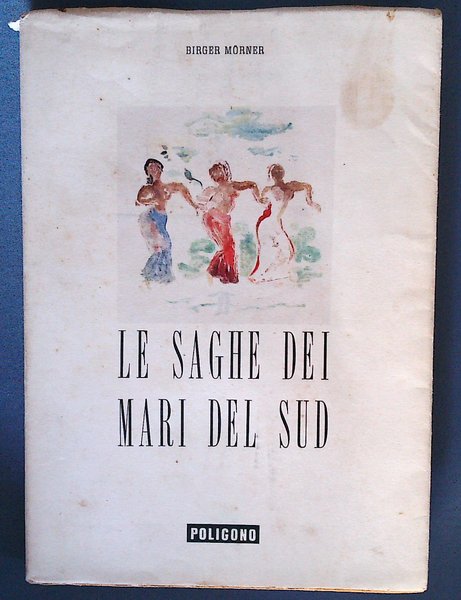 BIRGER MÖRNER
LE SAGHE DEI
MARI DEL SUD
POLIGONO